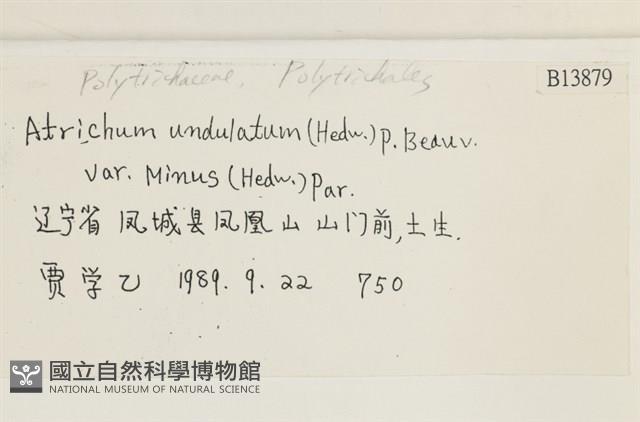 Polytrichaceae, Polytrichales
B13879
Atrichum undulatum (Hedw.) P. Beauv.
var. Minus (Hedw.) Par.
辽宁省 凤城县凤凰山 山门前,土生.
贾学乙 1989. 9. 22 750
國立自然科學博物館
NATIONAL MUSEUM OF NATURAL SCIENCE